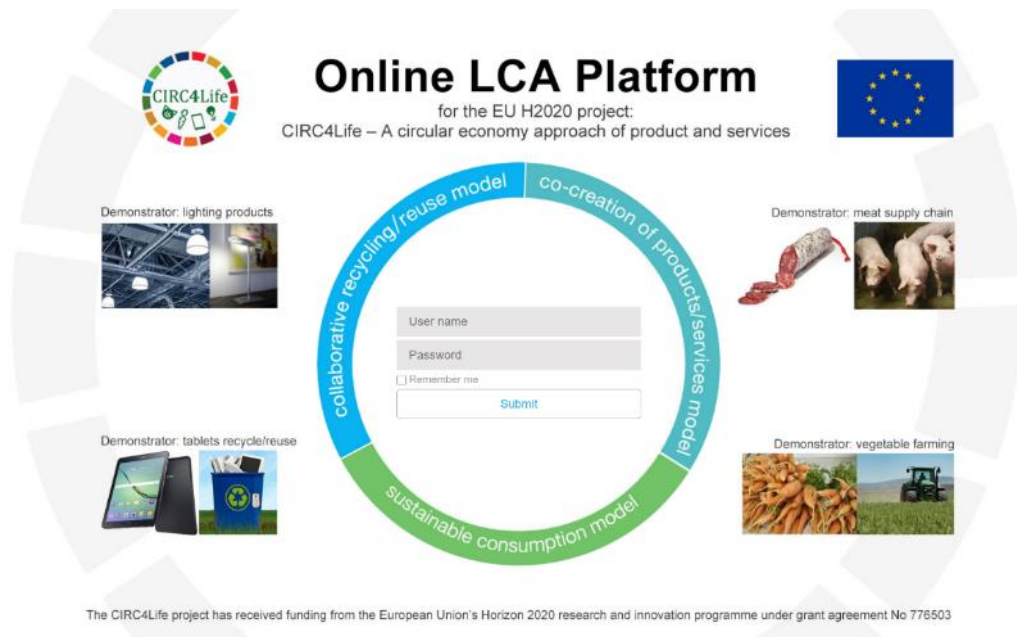 CIRC4Life
Online LCA Platform
for the EU H2020 project:
CIRC4Life – A circular economy approach of product and services
collaborative recycling/reuse model
co-creation of products/services model
sustainable consumption model
Demonstrator: lighting products
Demonstrator: meat supply chain
User name
Password
Remember me
Submit
Demonstrator: tablets recycle/reuse
Demonstrator: vegetable farming
The CIRC4Life project has received funding from the European Union's Horizon 2020 research and innovation programme under grant agreement No 776503